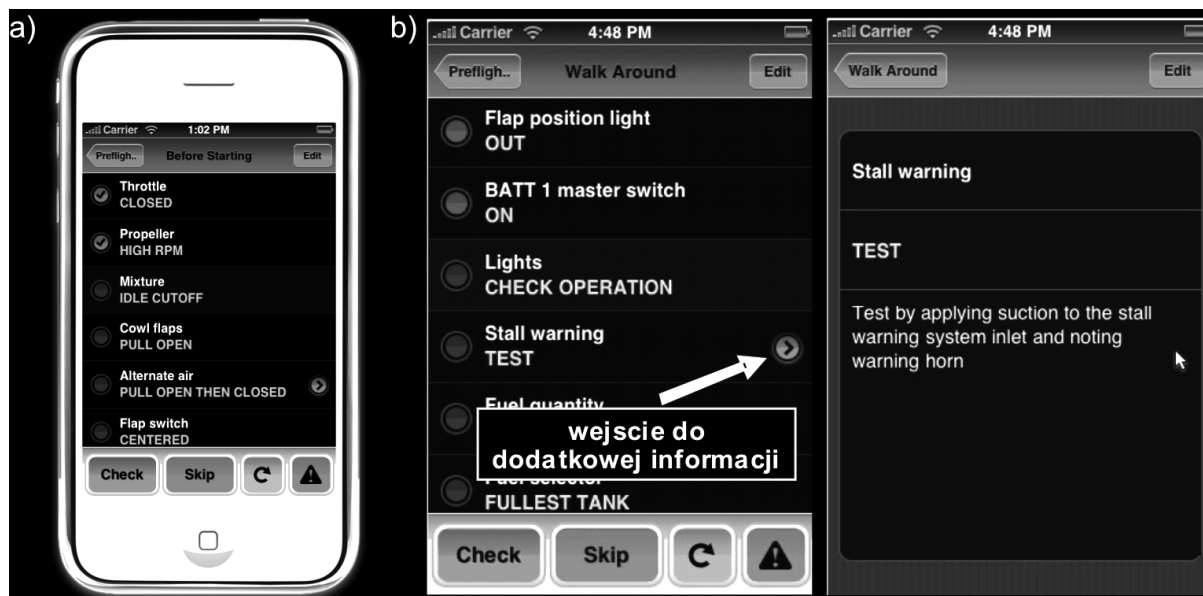 a)
Carrier 1:02 PM
Prefligh.. Before Starting Edit
Throttle
CLOSED
Propeller
HIGH RPM
Mixture
IDLE CUTOFF
Cowl flaps
PULL OPEN
Alternate air
PULL OPEN THEN CLOSED
Flap switch
CENTERED
Check Skip
b)
Carrier 4:48 PM
Prefligh.. Walk Around Edit
Flap position light
OUT
BATT 1 master switch
ON
Lights
CHECK OPERATION
Stall warning
TEST
Fuel quantity
wejscie do
dodatkowej informacji
Fuel selector
FULLEST TANK
Check Skip
Carrier 4:48 PM
Walk Around Edit
Stall warning
TEST
Test by applying suction to the stall
warning system inlet and noting
warning horn